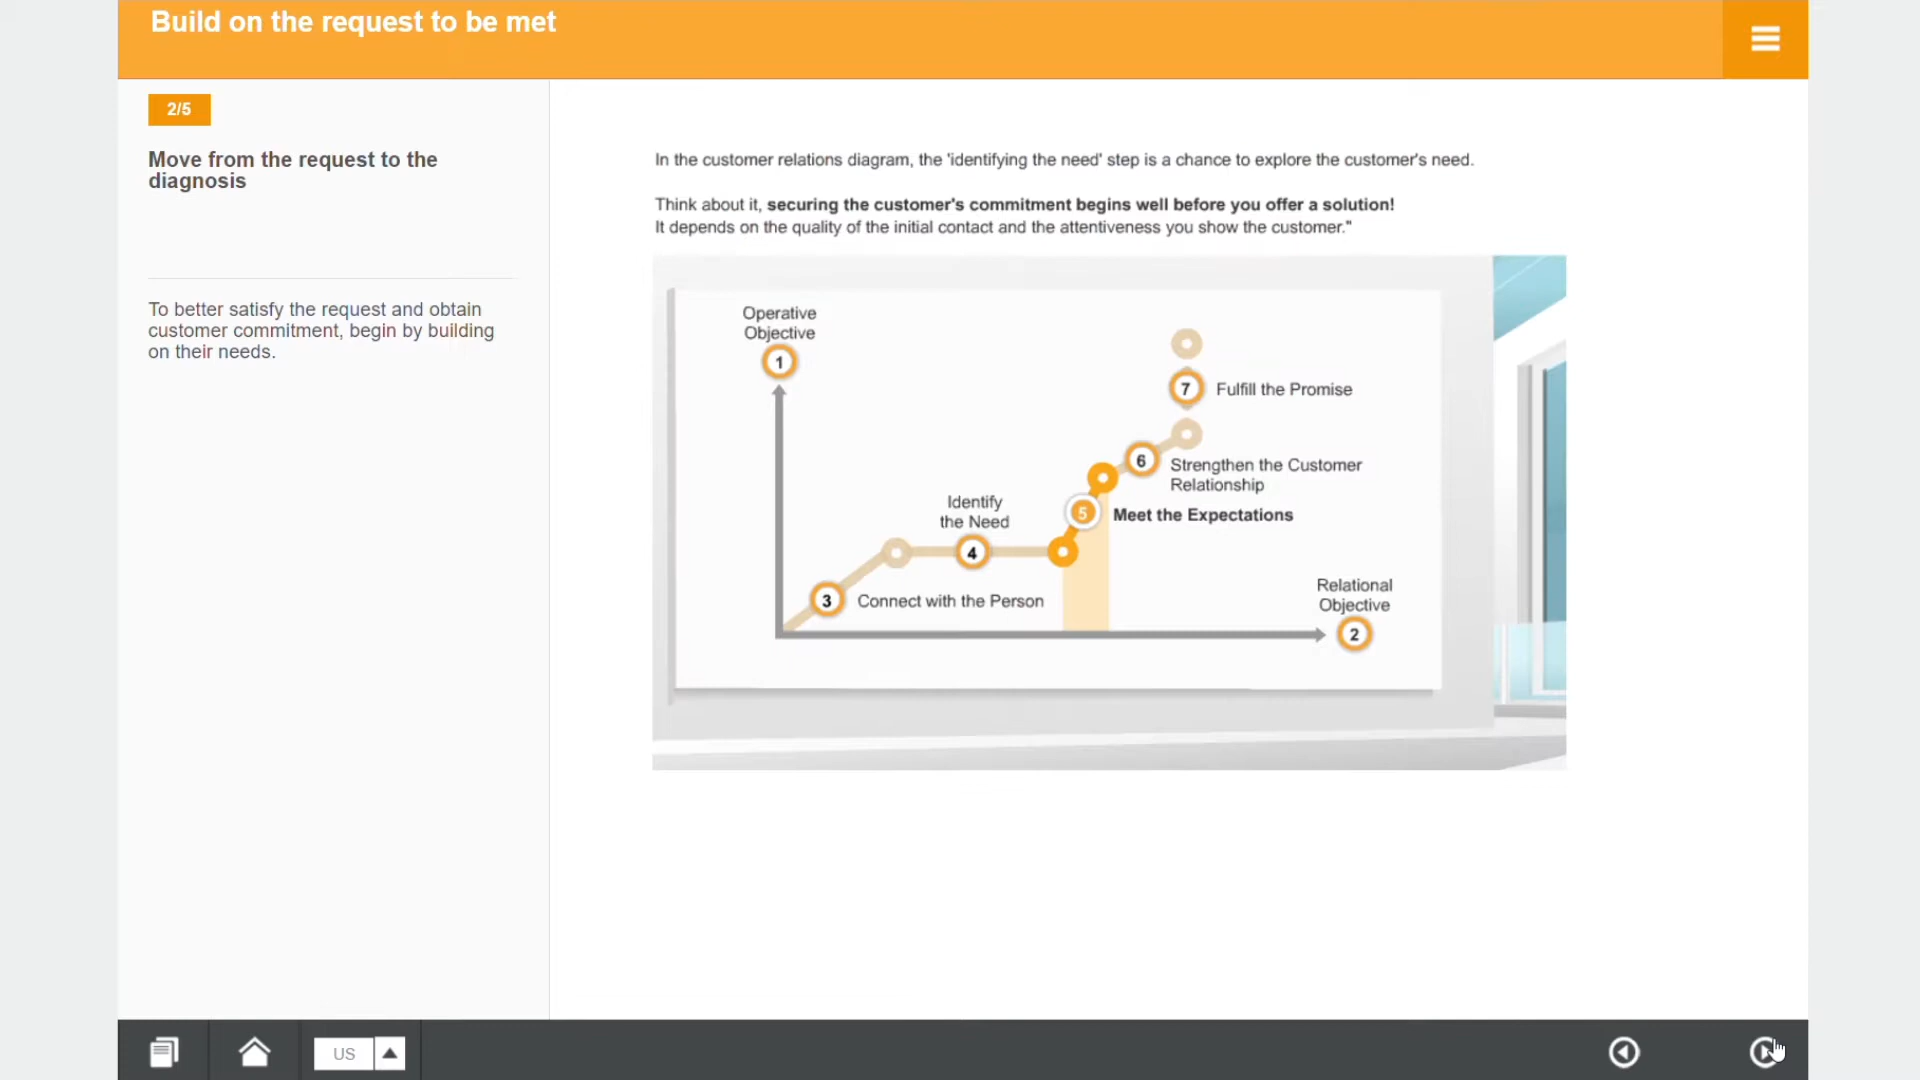 Build on the request to be met
2/5
Move from the request to the
diagnosis
To better satisfy the request and obtain
customer commitment, begin by building
on their needs.
In the customer relations diagram, the 'identifying the need' step is a chance to explore the customer's need.
Think about it, securing the customer's commitment begins well before you offer a solution!
It depends on the quality of the initial contact and the attentiveness you show the customer."
Operative
Objective
1
7 Fulfill the Promise
6 Strengthen the Customer
Relationship
5 Meet the Expectations
Identify
the Need
4
3 Connect with the Person
Relational
Objective
2
US